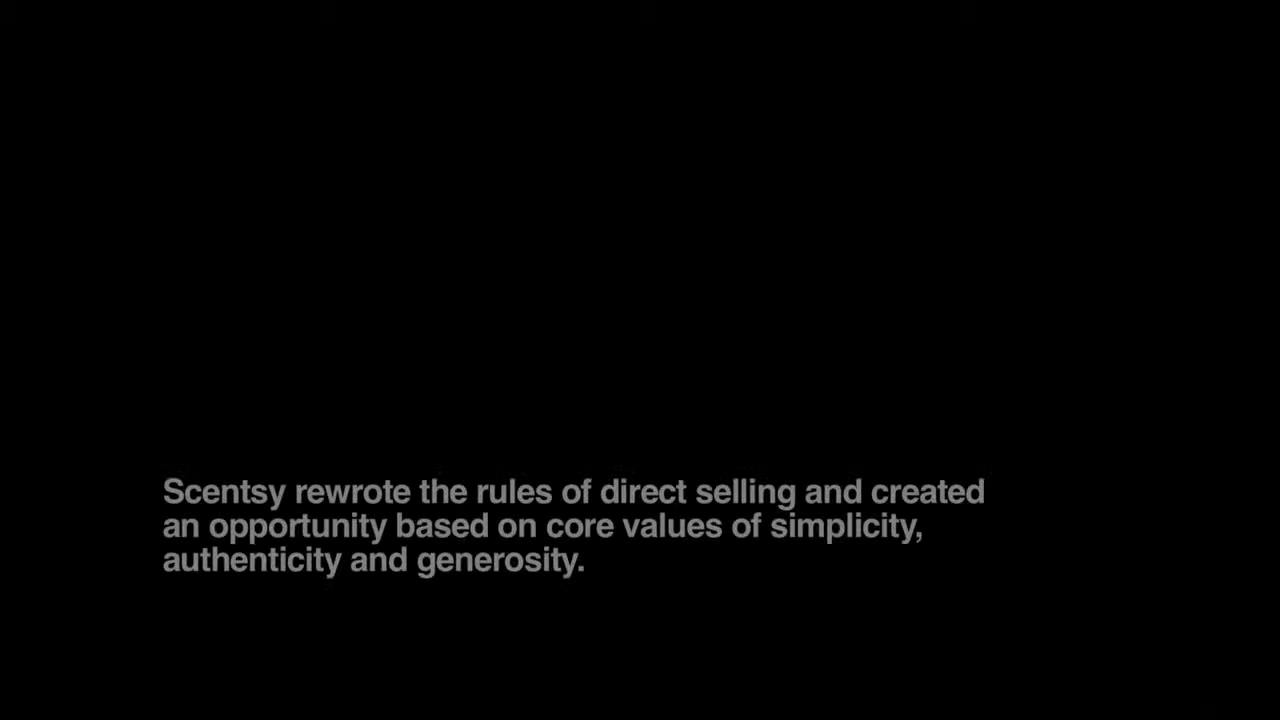 Scentsy rewrote the rules of direct selling and created
an opportunity based on core values of simplicity,
authenticity and generosity.